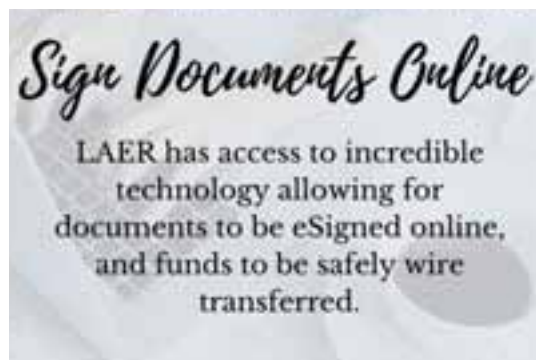 Sign Documents Online
LAER has access to incredible
technology allowing for
documents to be eSigned online,
and funds to be safely wire
transferred.